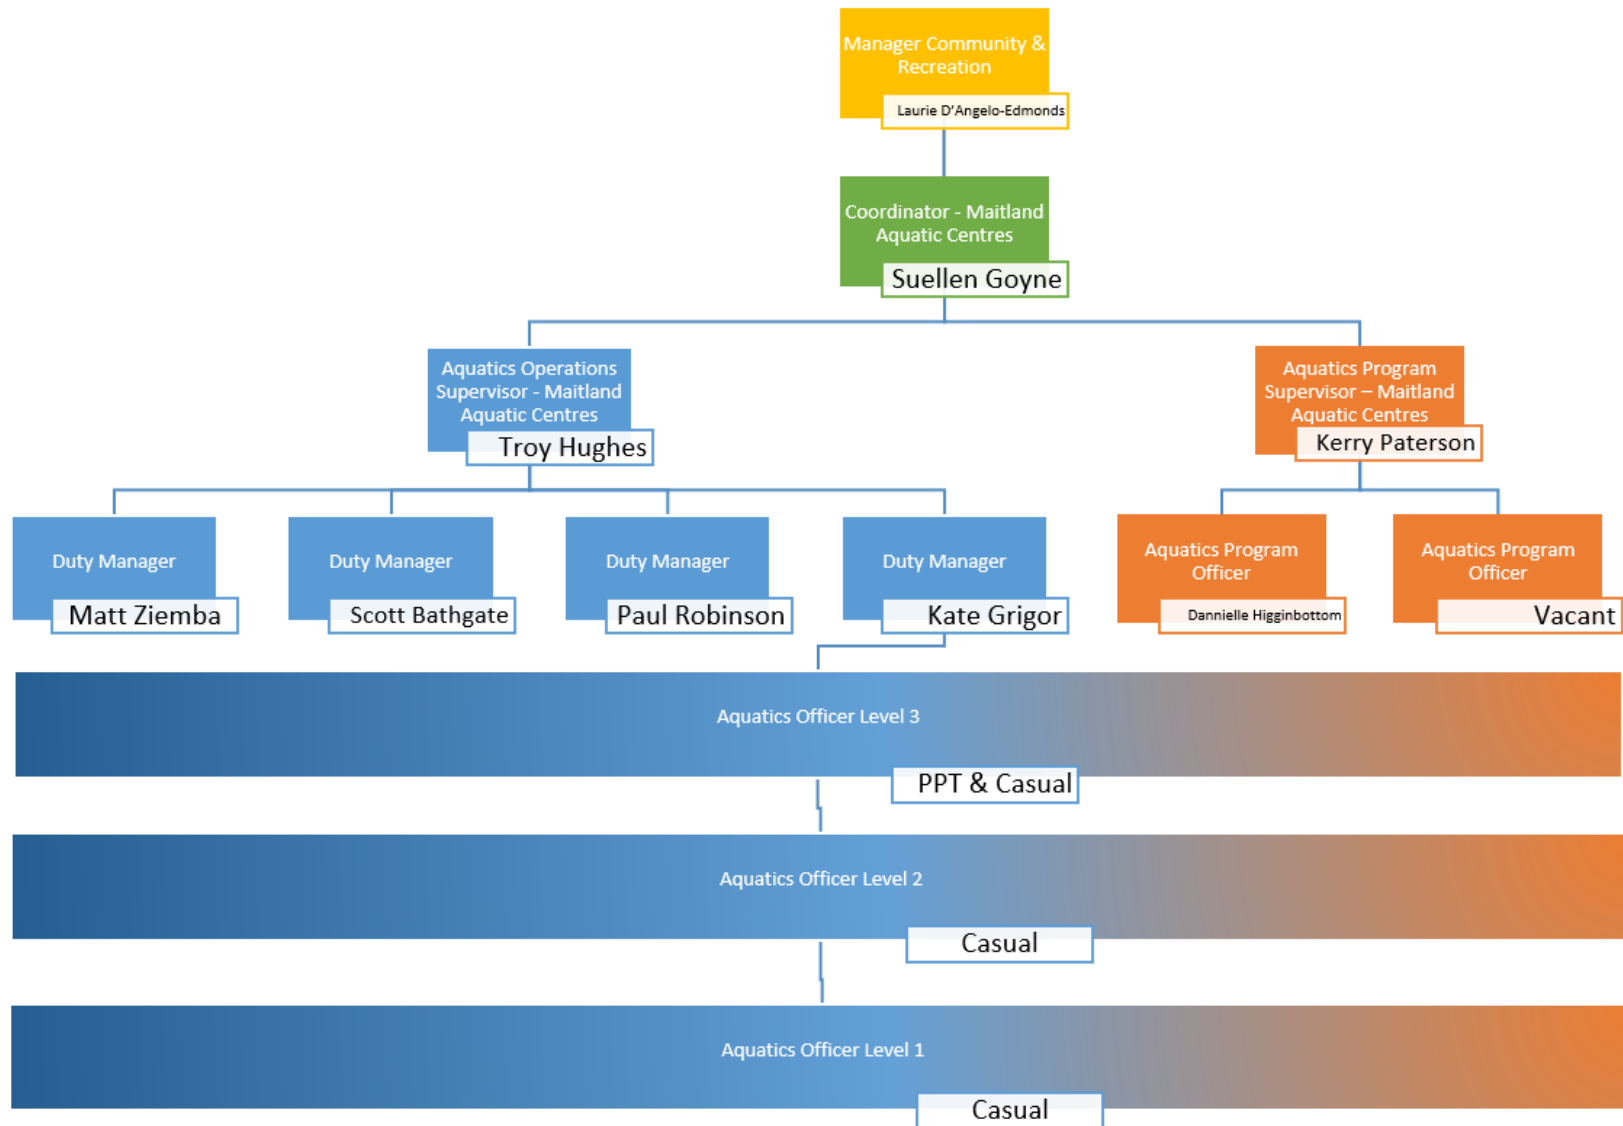 Manager Community &
Recreation
Laurie D'Angelo-Edmonds
Coordinator - Maitland
Aquatic Centres
Suellen Goyne
Aquatics Operations
Supervisor - Maitland
Aquatic Centres
Troy Hughes
Aquatics Program
Supervisor – Maitland
Aquatic Centres
Kerry Paterson
Duty Manager
Matt Ziemba
Duty Manager
Scott Bathgate
Duty Manager
Paul Robinson
Duty Manager
Kate Grigor
Aquatics Program
Officer
Dannielle Higginbottom
Aquatics Program
Officer
Vacant
Aquatics Officer Level 3
PPT & Casual
Aquatics Officer Level 2
Casual
Aquatics Officer Level 1
Casual